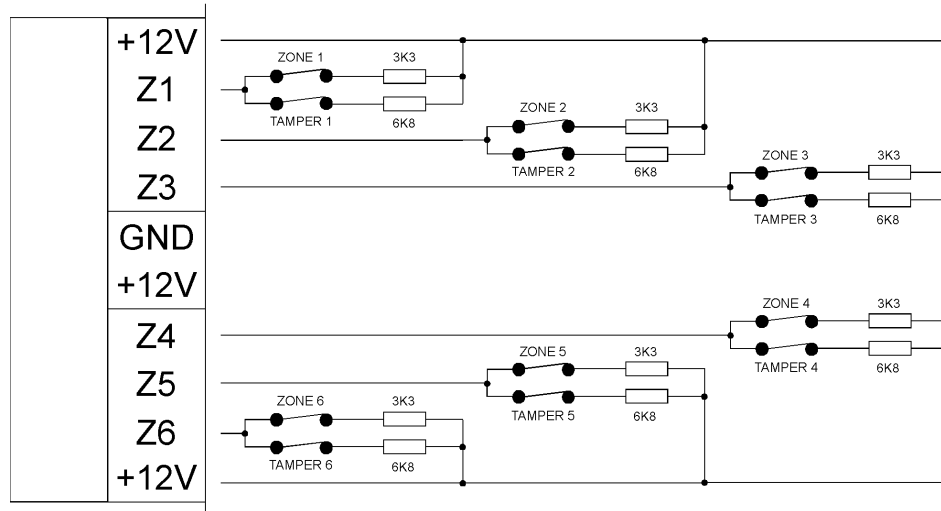 +12V
ZONE 1 3K3
Z1
TAMPER 1 6K8
ZONE 2 3K3
Z2
TAMPER 2 6K8
ZONE 3 3K3
Z3
TAMPER 3 6K8
GND
+12V
ZONE 4 3K3
Z4
TAMPER 4 6K8
ZONE 5 3K3
Z5
TAMPER 5 6K8
ZONE 6 3K3
Z6
TAMPER 6 6K8
+12V